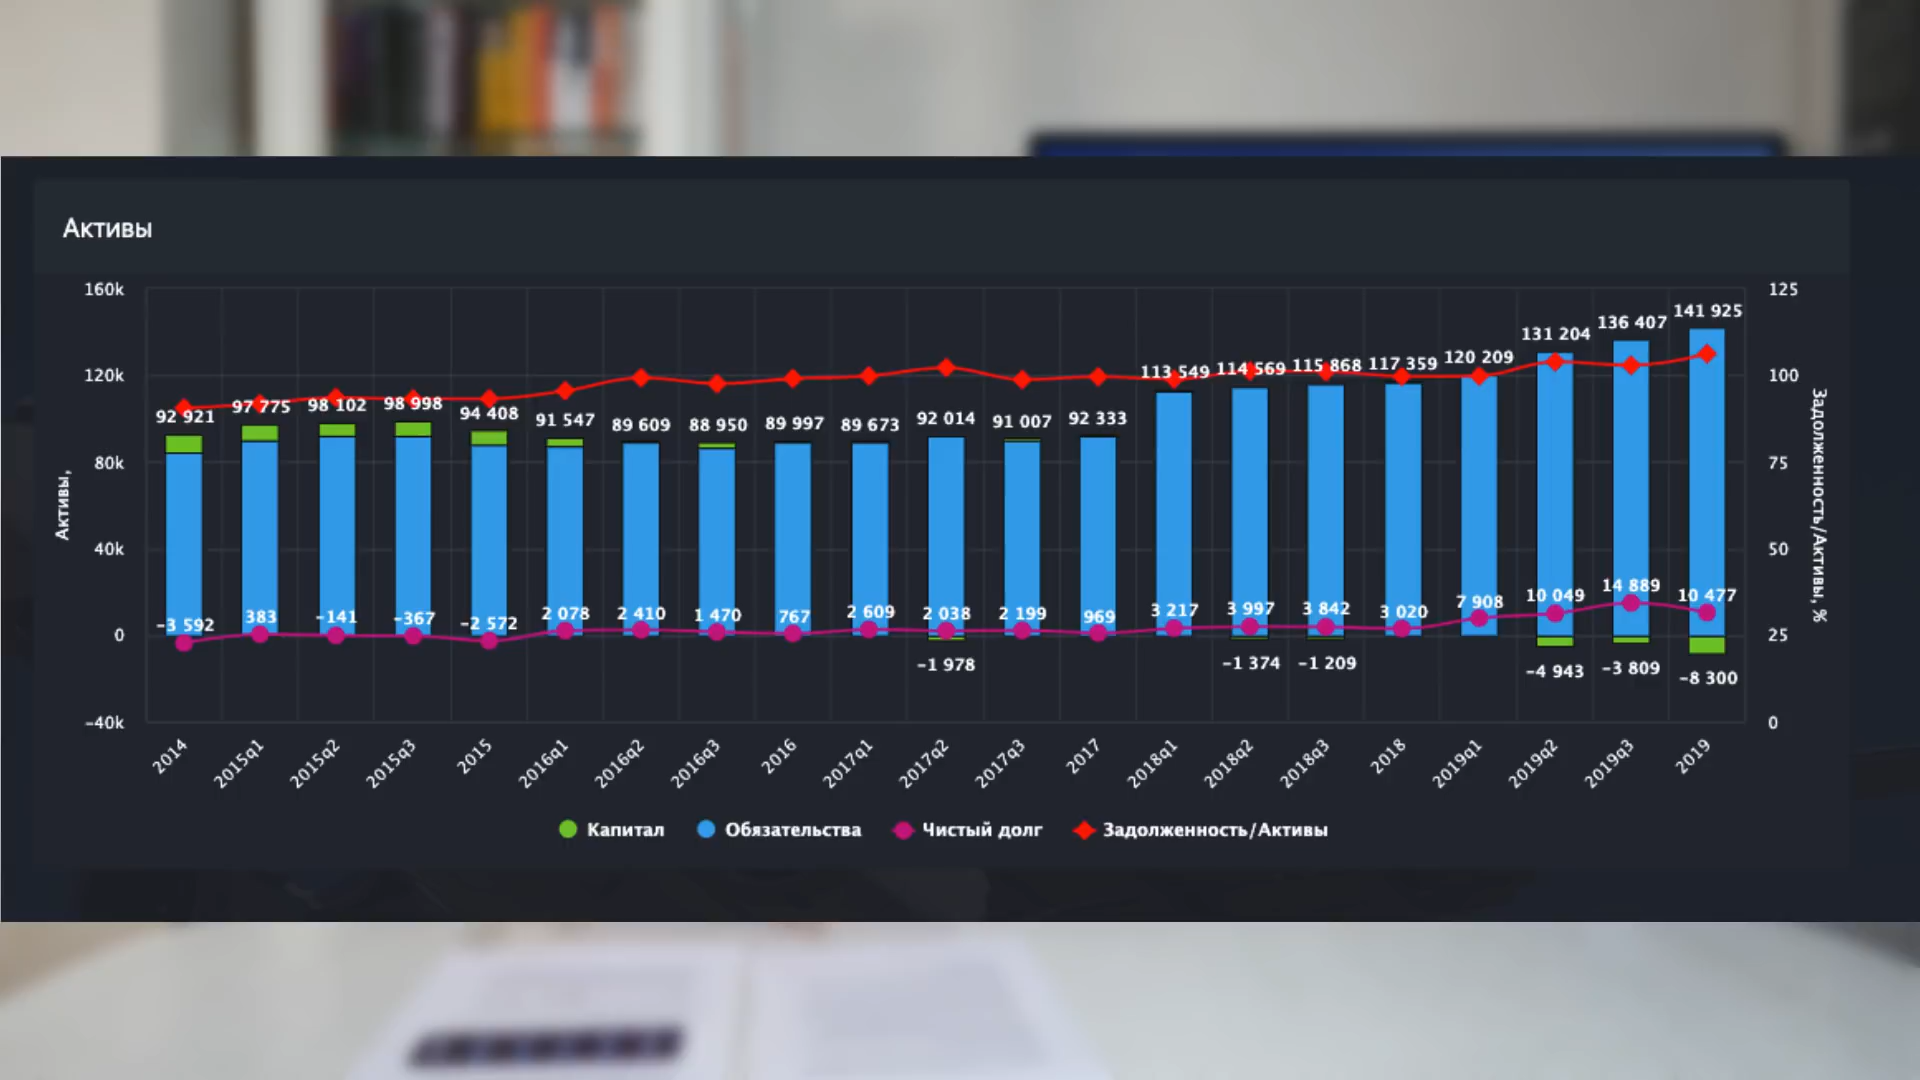 Активы
160k
120k
80k
40k
0
−40k
Активы,
125
100
75
50
25
0
Задолженность/Активы, %
92 921
97 775
98 102
98 998
94 408
91 547
89 609
88 950
89 997
89 673
92 014
91 007
92 333
113 549
114 569
115 868
117 359
120 209
131 204
136 407
141 925
−3 592
383
−141
−367
−2 572
2 078
2 410
1 470
767
2 609
2 038
2 199
969
3 217
3 997
3 842
3 020
7 908
10 049
14 889
10 477
−1 978
−1 374
−1 209
−4 943
−3 809
−8 300
2014
2015q1
2015q2
2015q3
2015
2016q1
2016q2
2016q3
2016
2017q1
2017q2
2017q3
2017
2018q1
2018q2
2018q3
2018
2019q1
2019q2
2019q3
2019
Капитал
Обязательства
Чистый долг
Задолженность/Активы